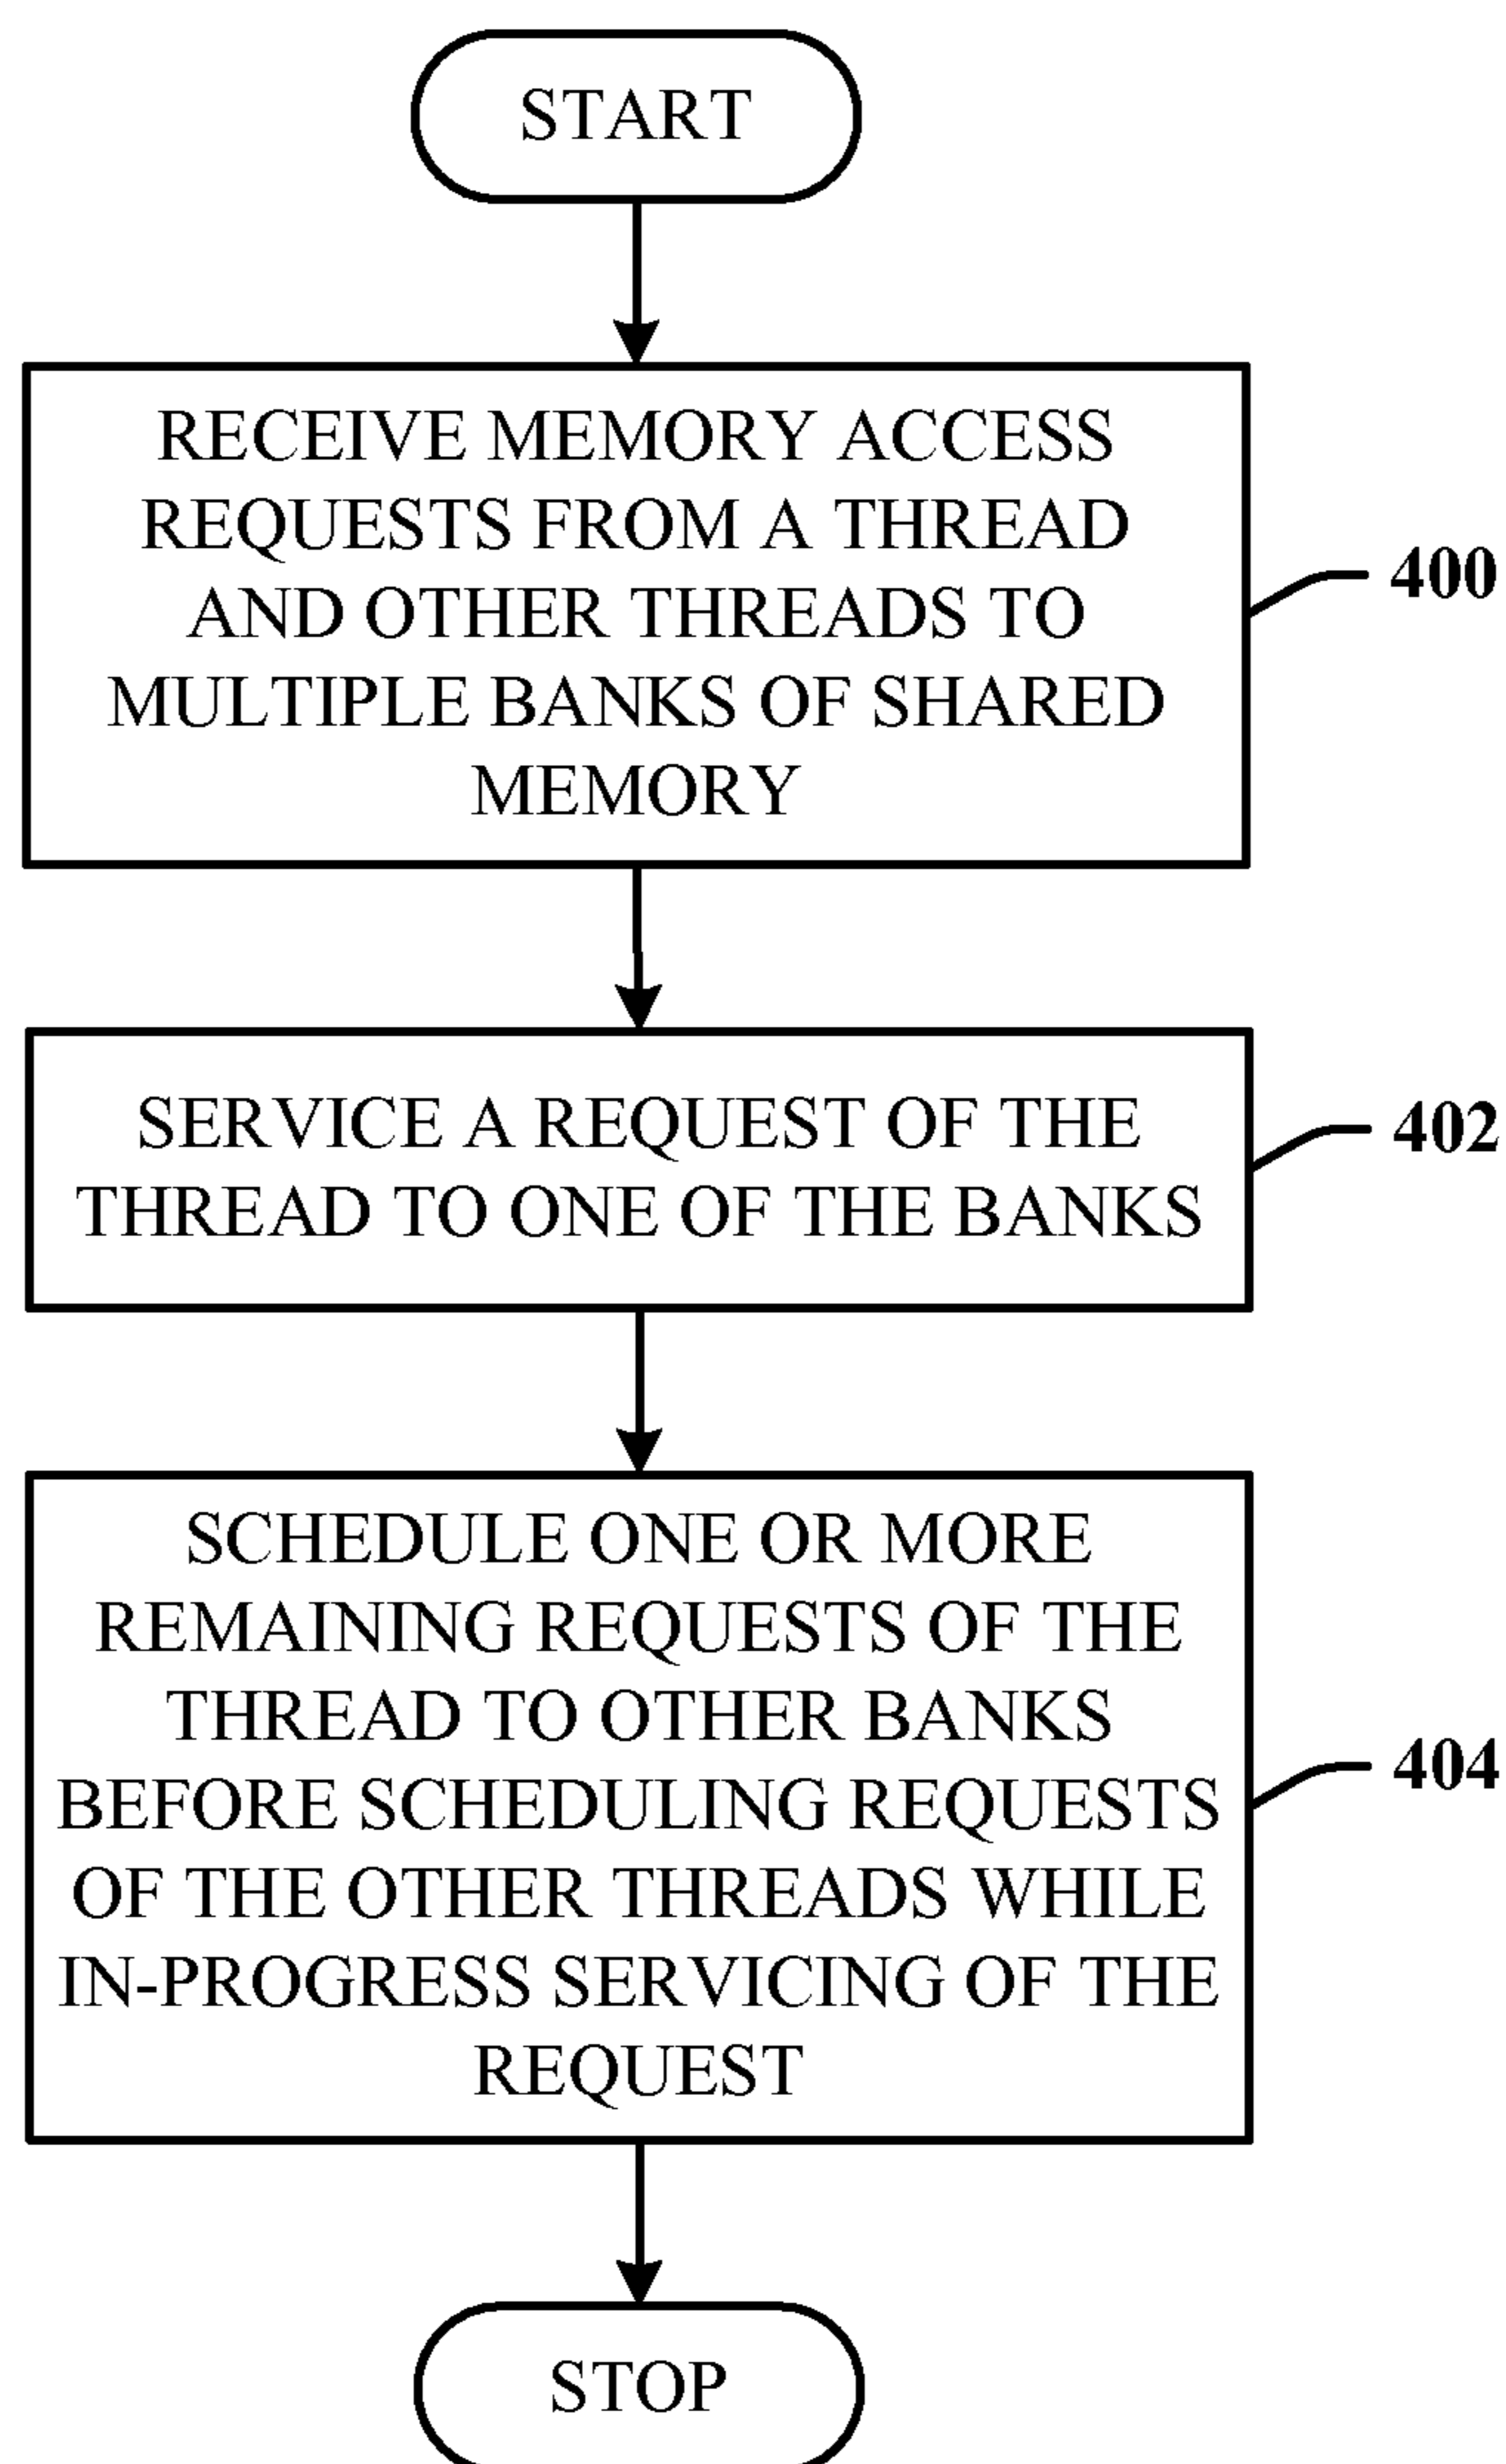 START
RECEIVE MEMORY ACCESS
REQUESTS FROM A THREAD
AND OTHER THREADS TO
MULTIPLE BANKS OF SHARED
MEMORY
400
SERVICE A REQUEST OF THE
THREAD TO ONE OF THE BANKS
402
SCHEDULE ONE OR MORE
REMAINING REQUESTS OF THE
THREAD TO OTHER BANKS
BEFORE SCHEDULING REQUESTS
OF THE OTHER THREADS WHILE
IN-PROGRESS SERVICING OF THE
REQUEST
404
STOP